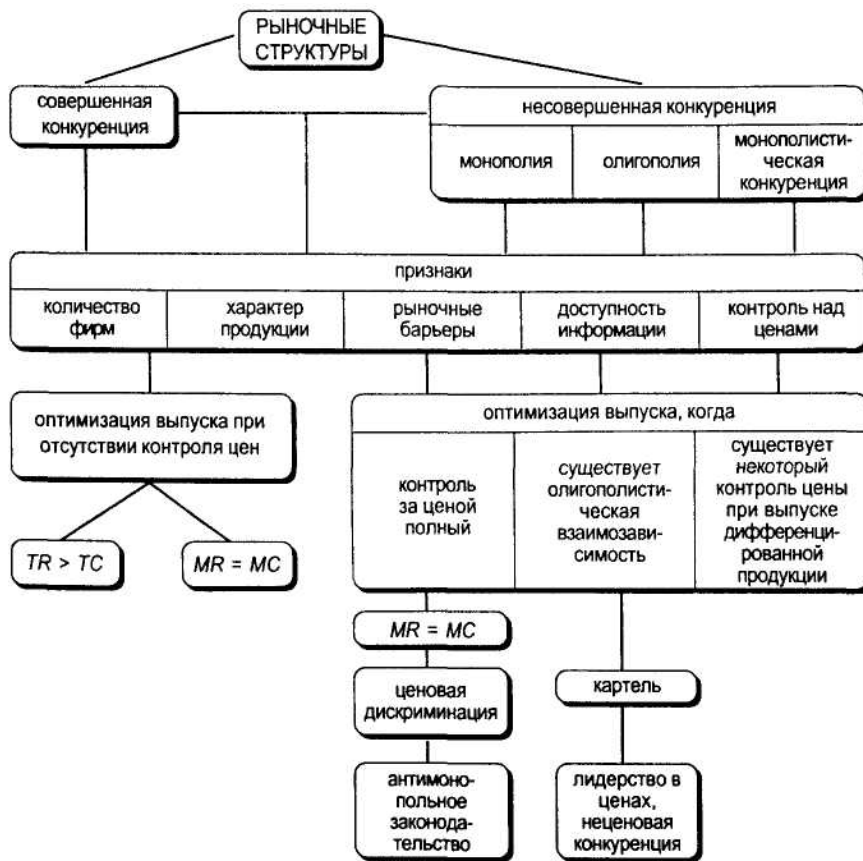 РЫНОЧНЫЕ
СТРУКТУРЫ
совершенная
конкуренция
несовершенная конкуренция
монополия
олигополия
монополисти-
ческая
конкуренция
признаки
количество
фирм
характер
продукции
рыночные
барьеры
доступность
информации
контроль над
ценами
оптимизация выпуска при
отсутствии контроля цен
TR > TC
MR = MC
оптимизация выпуска, когда
контроль
за ценой
полный
существует
олигополисти-
ческая
взаимозави-
симость
существует
некоторый
контроль цены
при выпуске
дифференци-
рованной
продукции
MR = MC
ценовая
дискриминация
антимоно-
польное
законода-
тельство
картель
лидерство в
ценах,
неценовая
конкуренция